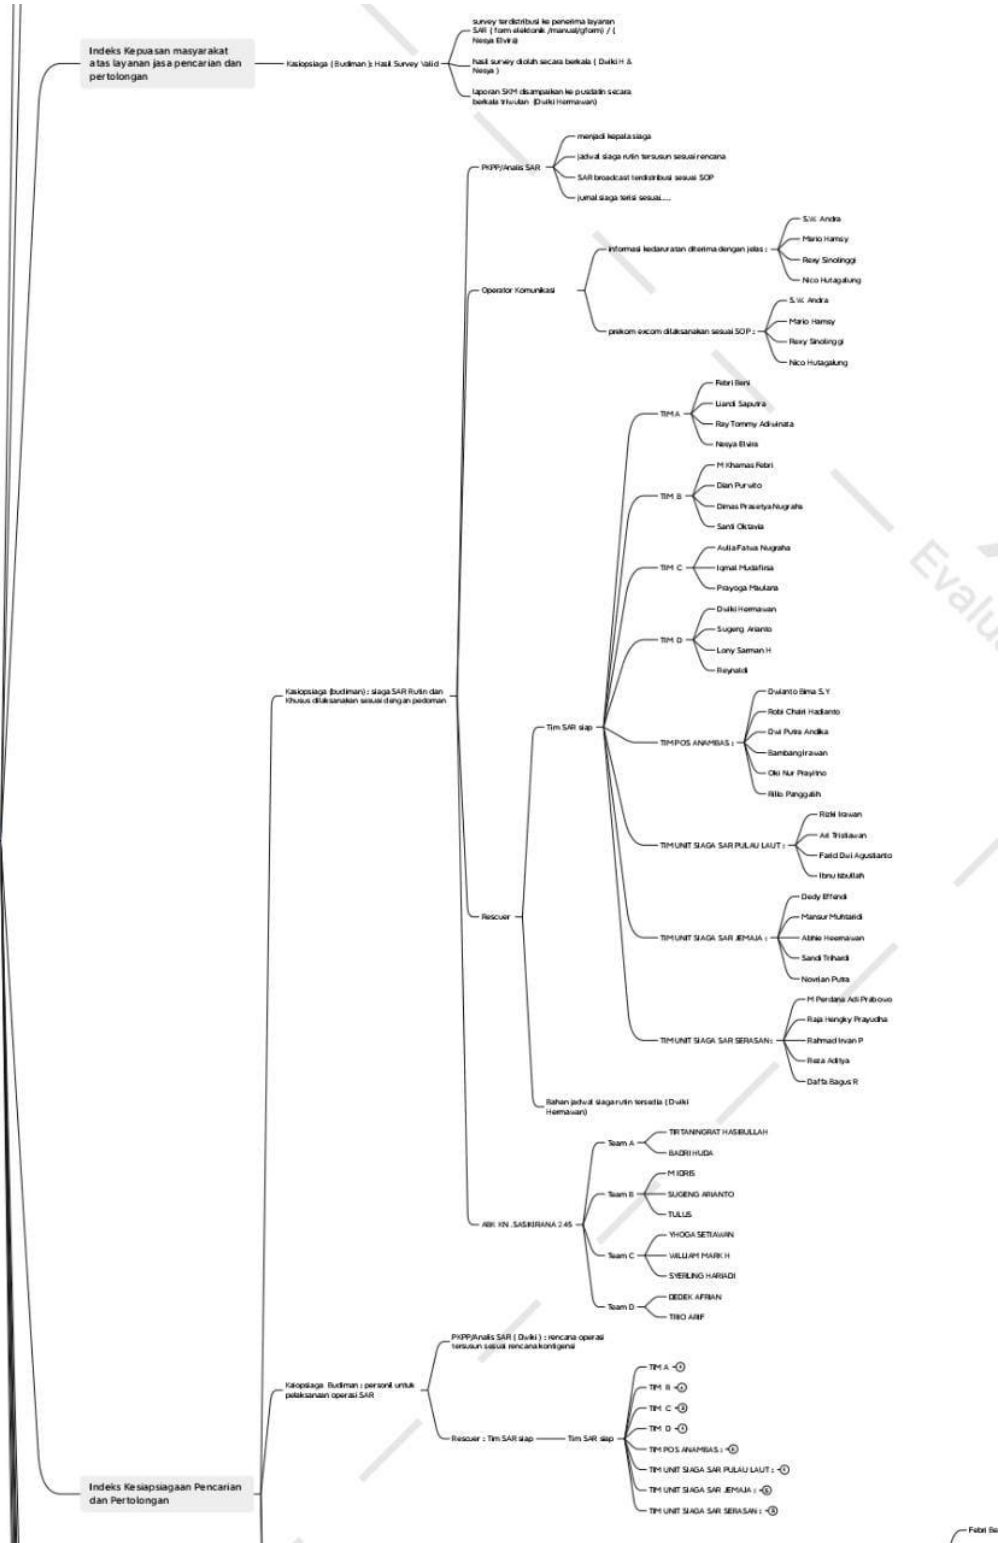 Indeks Kepuasan masyarakat
atas layanan jasa pencarian dan
pertolongan
Kasiopsiaga ( Budiman ): Hasil Survey Valid
survey terdistribusi ke penerima layanan
SAR ( form elektonik /manual/gform) / (
Nesya Elvira)
hasil survey diolah secara berkala ( Dwiki H &
Nesya )
laporan SKM disampaikan ke pusdatin secara
berkala triwulan (Dwiki Hermawan)
PKPP/Analis SAR
menjadi kepala siaga
jadwal siaga rutin tersusun sesuai rencana
SAR broadcast terdistribusi sesuai SOP
jurnal siaga terisi sesuai.....
Operator Komunikasi
informasi kedaruratan diterima dengan jelas :
S.W. Andra
Mario Hamsy
Rexy Sinolinggi
Nico Hutagalung
prekom excom dilaksanakan sesuai SOP :
S.W. Andra
Mario Hamsy
Rexy Sinolinggi
Nico Hutagalung
Kasiopsiaga (budiman) : siaga SAR Rutin dan
Khusus dilaksanakan sesuai dengan pedoman
Rescuer
Tim SAR siap
TIM A
Febri Beni
Liardi Saputra
Ray Tommy Adiwinata
Nesya Elvira
TIM B
M Khamas Febri
Dian Purwito
Dimas Prasetya Nugraha
Santi Oktavia
TIM C
Aulia Fatwa Nugraha
Iqmal Mudafirsa
Prayoga Maulana
TIM D
Dwiki Hermawan
Sugeng Arianto
Lony Sarman H
Reynaldi
TIM POS ANAMBAS :
Dwianto Bima S.Y
Robi Chairi Hadianto
Dwi Putra Andika
Bambang Irawan
Oki Nur Prayitno
Rillo Panggalih
TIM UNIT SIAGA SAR PULAU LAUT :
Rizki Irawan
Ari Tristiawan
Farid Dwi Agustianto
Ibnu Isbullah
TIM UNIT SIAGA SAR JEMAJA :
Dedy Effendi
Mansur Muhtaridi
Abhie Heernawan
Sandi Trihardi
Novrian Putra
TIM UNIT SIAGA SAR SERASAN :
M Perdana Adi Prabowo
Raja Hengky Prayudha
Rahmad Irvan P
Reza Aditya
Daffa Bagus R
Bahan jadwal siaga rutin tersedia ( Dwiki
Hermawan)
ABK KN .SASIKIRANA 245
Team A
TIRTANINGRAT HASIBULLAH
BADRI HUDA
Team B
M IDRIS
SUGENG ARIANTO
TULUS
Team C
YHOGA SETIAWAN
WILLIAM MARK H
SYERLING HARIADI
Team D
DEDEK AFRIAN
TRIO ARIF
Indeks Kesiapsiagaan Pencarian
dan Pertolongan
Kaiopsiaga Budiman : personil untuk
pelaksanaan operasi SAR
PKPP/Analis SAR ( Dwiki ) : rencana operasi
tersusun sesuai rencana kontigensi
Rescuer : Tim SAR siap
Tim SAR siap
TIM A
TIM B
TIM C
TIM D
TIM POS ANAMBAS :
TIM UNIT SIAGA SAR PULAU LAUT :
TIM UNIT SIAGA SAR JEMAJA :
TIM UNIT SIAGA SAR SERASAN :
Febri Be
Evalu